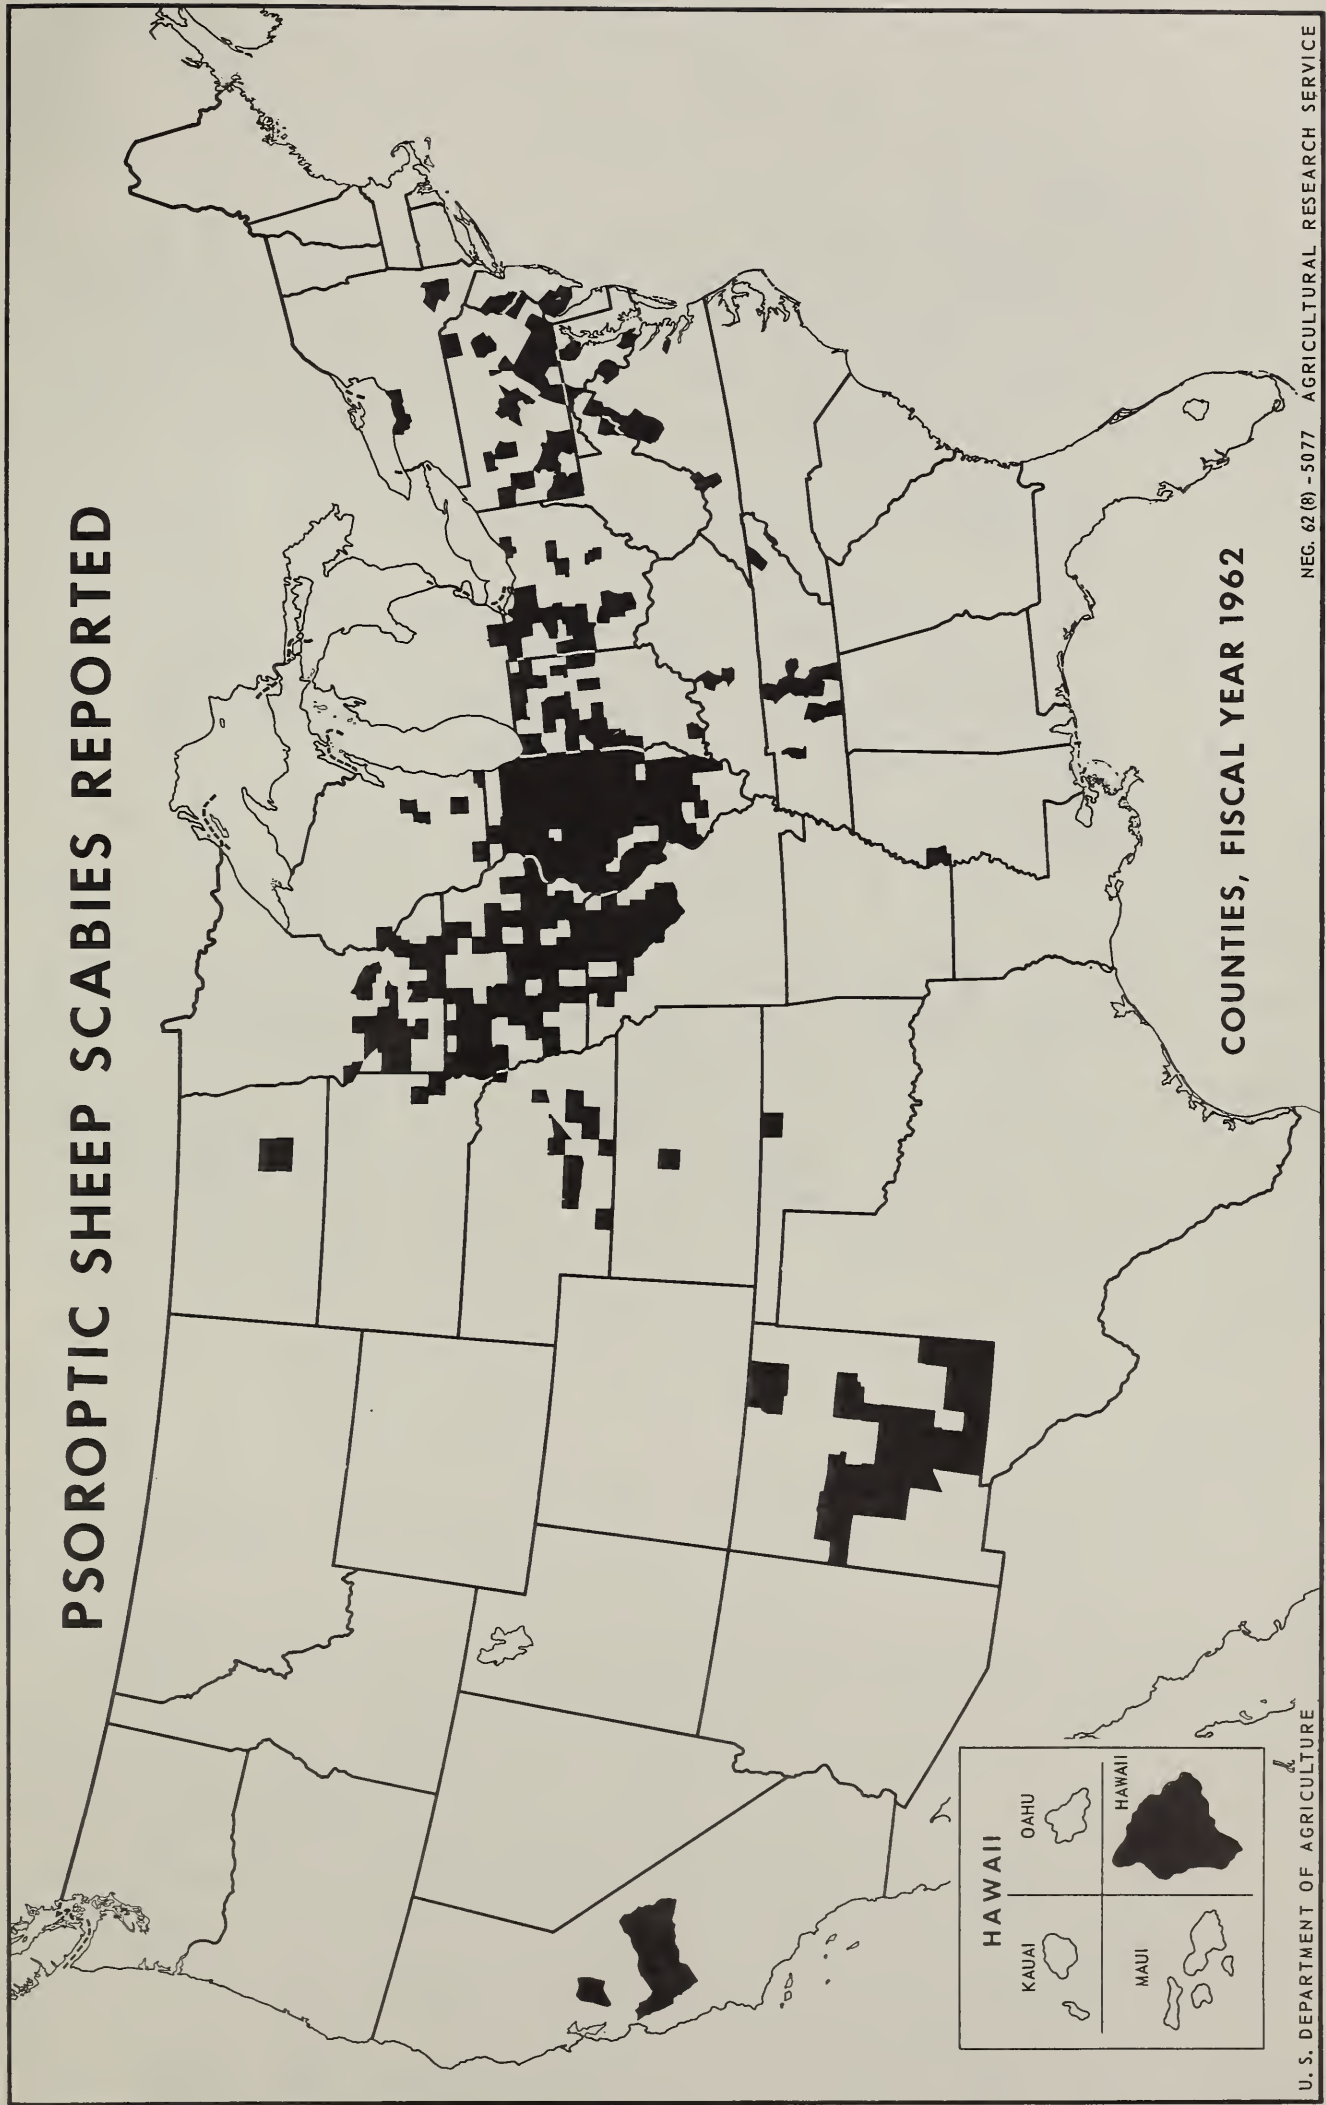 PSOROPTIC SHEEP SCABIES REPORTED
HAWAII
KAUAI
OAHU
MAUI
HAWAII
COUNTIES, FISCAL YEAR 1962
U. S. DEPARTMENT OF AGRICULTURE
NEG. 62 (8) - 5077 AGRICULTURAL RESEARCH SERVICE